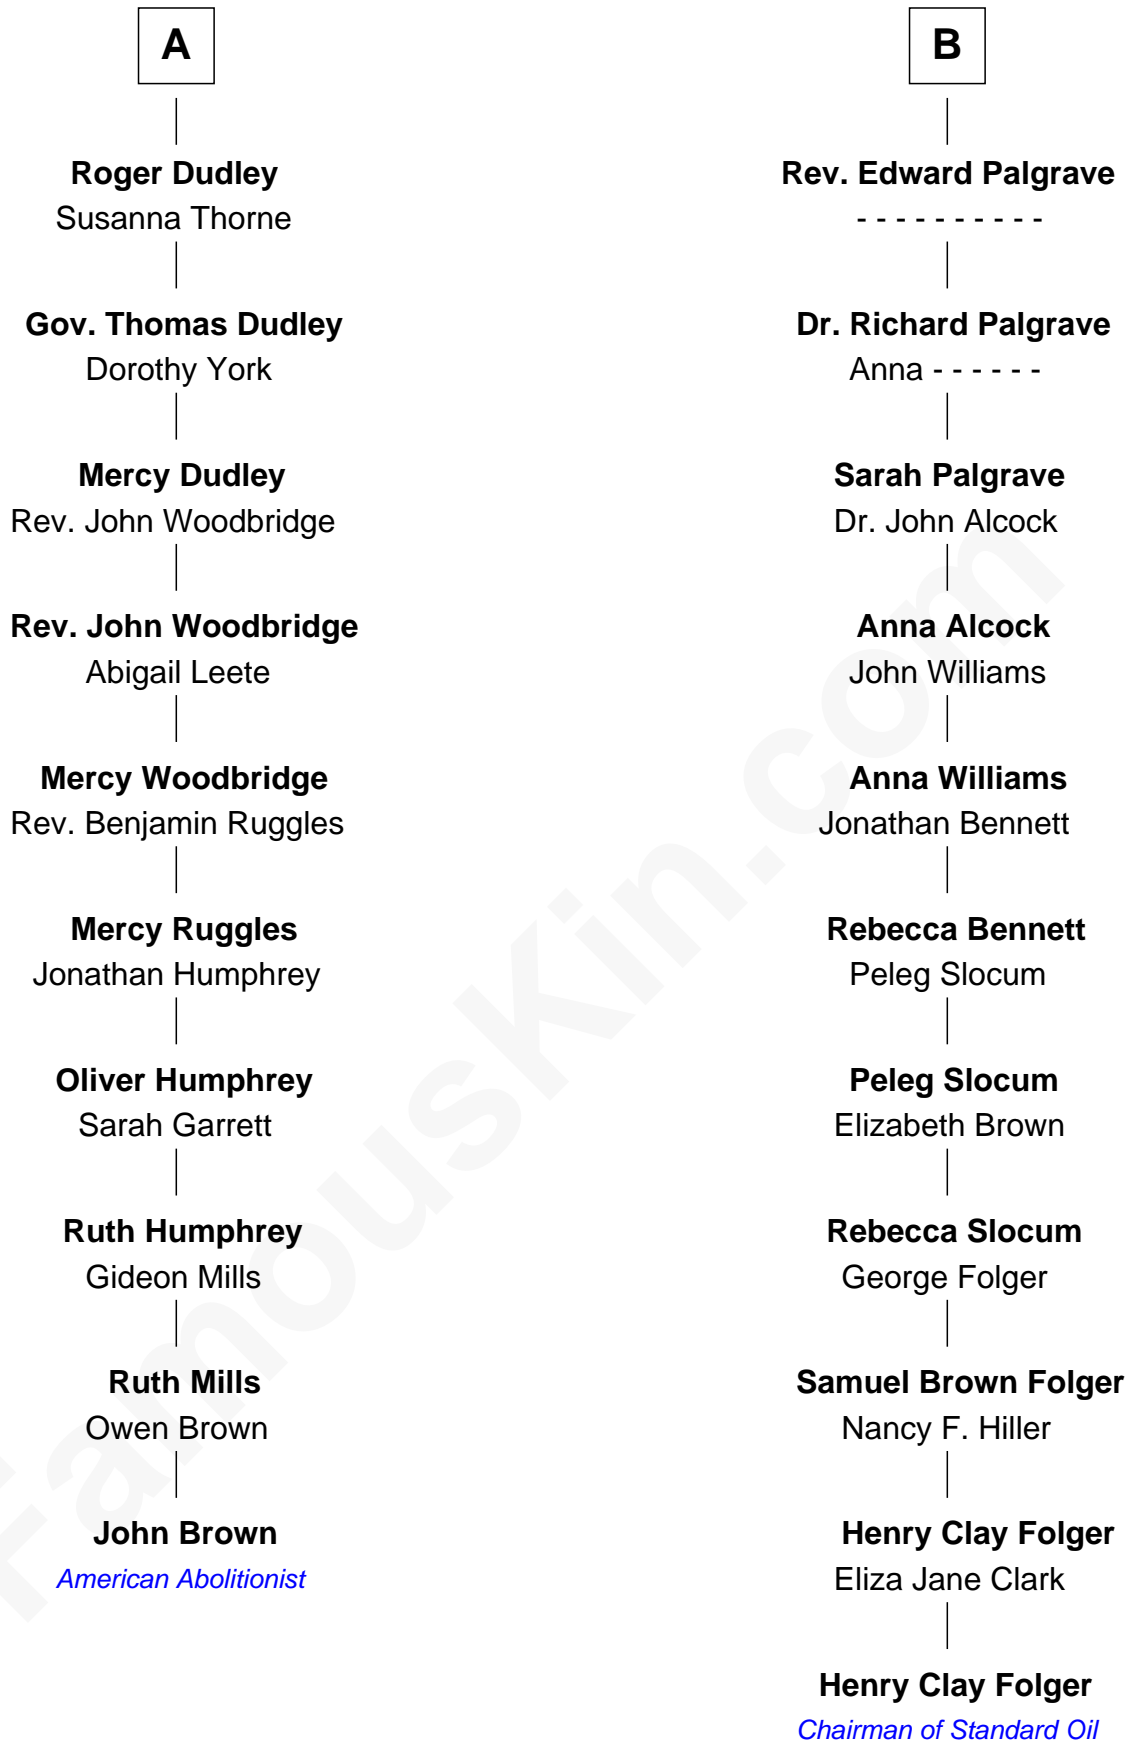 A
Roger Dudley
Susanna Thorne
Gov. Thomas Dudley
Dorothy York
Mercy Dudley
Rev. John Woodbridge
Rev. John Woodbridge
Abigail Leete
Mercy Woodbridge
Rev. Benjamin Ruggles
Mercy Ruggles
Jonathan Humphrey
Oliver Humphrey
Sarah Garrett
Ruth Humphrey
Gideon Mills
Ruth Mills
Owen Brown
John Brown
American Abolitionist
B
Rev. Edward Palgrave
- - - - - - - - - -
Dr. Richard Palgrave
Anna - - - - - -
Sarah Palgrave
Dr. John Alcock
Anna Alcock
John Williams
Anna Williams
Jonathan Bennett
Rebecca Bennett
Peleg Slocum
Peleg Slocum
Elizabeth Brown
Rebecca Slocum
George Folger
Samuel Brown Folger
Nancy F. Hiller
Henry Clay Folger
Eliza Jane Clark
Henry Clay Folger
Chairman of Standard Oil
FamousKin.com